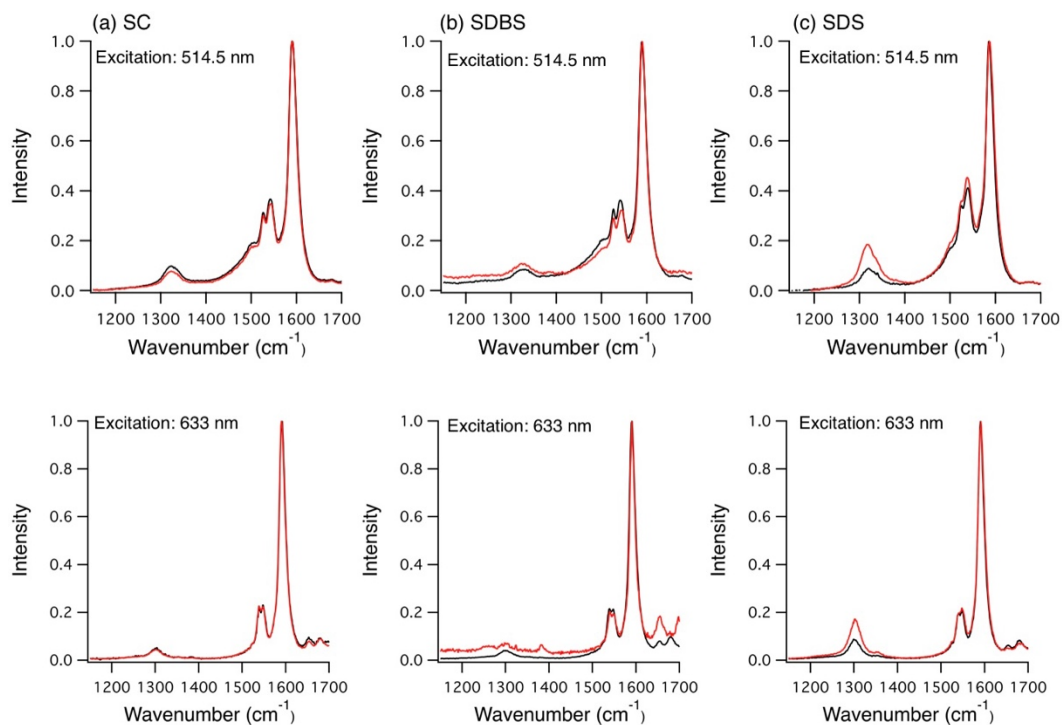 (a) SC
Excitation: 514.5 nm
Intensity
1.0
0.8
0.6
0.4
0.2
0.0
1200 1300 1400 1500 1600 1700
Wavenumber (cm⁻¹)
(b) SDBS
Excitation: 514.5 nm
Intensity
1.0
0.8
0.6
0.4
0.2
0.0
1200 1300 1400 1500 1600 1700
Wavenumber (cm⁻¹)
(c) SDS
Excitation: 514.5 nm
Intensity
1.0
0.8
0.6
0.4
0.2
0.0
1200 1300 1400 1500 1600 1700
Wavenumber (cm⁻¹)
Excitation: 633 nm
Intensity
1.0
0.8
0.6
0.4
0.2
0.0
1200 1300 1400 1500 1600 1700
Wavenumber (cm⁻¹)
Excitation: 633 nm
Intensity
1.0
0.8
0.6
0.4
0.2
0.0
1200 1300 1400 1500 1600 1700
Wavenumber (cm⁻¹)
Excitation: 633 nm
Intensity
1.0
0.8
0.6
0.4
0.2
0.0
1200 1300 1400 1500 1600 1700
Wavenumber (cm⁻¹)